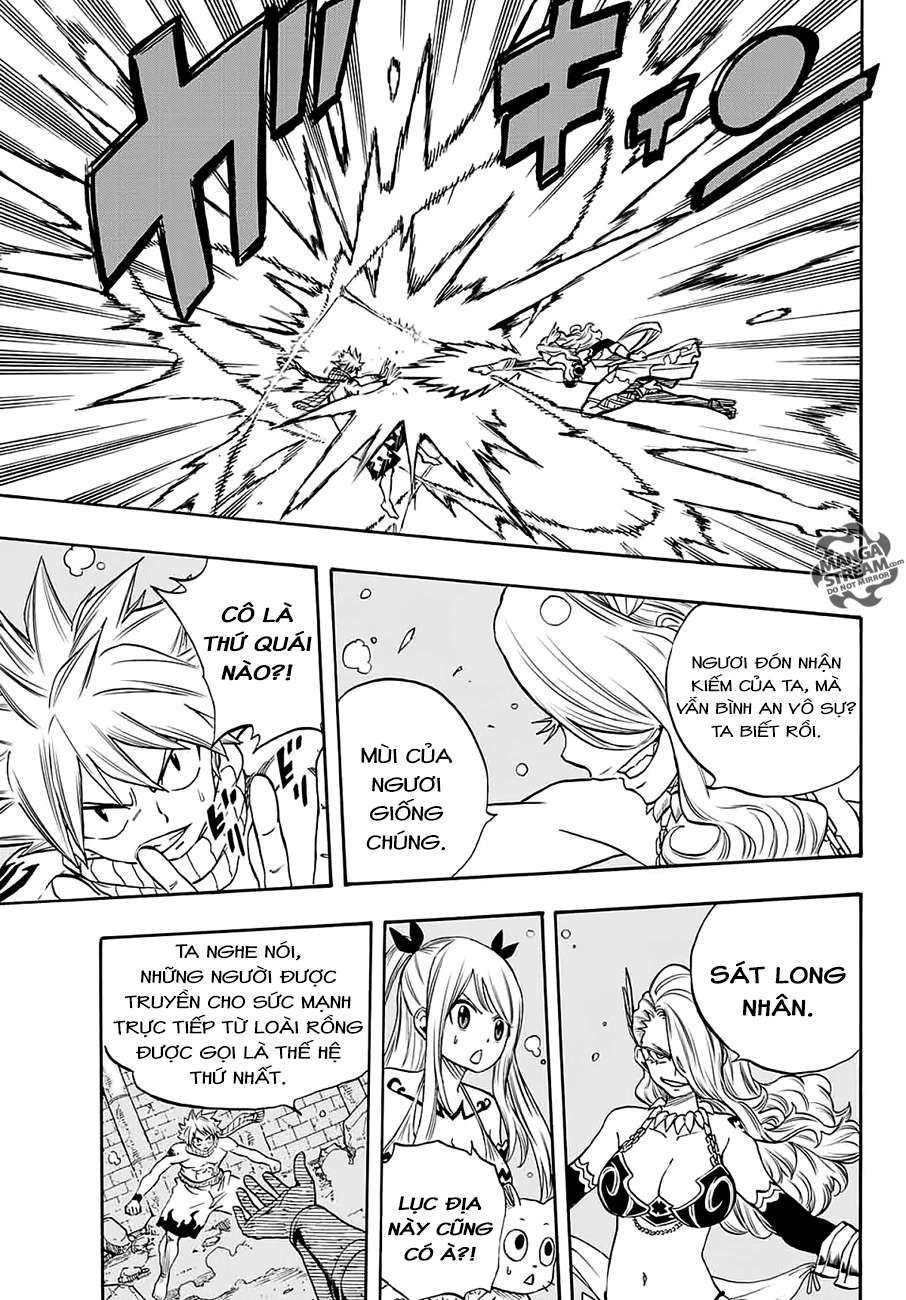 ガギィン
MANGA
STREAM.com
DO NOT MIRROR
NGƯƠI ĐÓN NHẬN
KIẾM CỦA TA, MÀ
VẪN BÌNH AN VÔ SỰ?
TA BIẾT RỒI.
MÙI CỦA
NGƯƠI
GIỐNG
CHÚNG.
CÔ LÀ
THỨ QUÁI
NÀO?!
SÁT LONG
NHÂN.
LỤC ĐỊA
NÀY CŨNG
CÓ À?!
TA NGHE NÓI,
NHỮNG NGƯỜI ĐƯỢC
TRUYỀN CHO SỨC MẠNH
TRỰC TIẾP TỪ LOÀI RỒNG
ĐƯỢC GỌI LÀ THẾ HỆ
THỨ NHẤT.